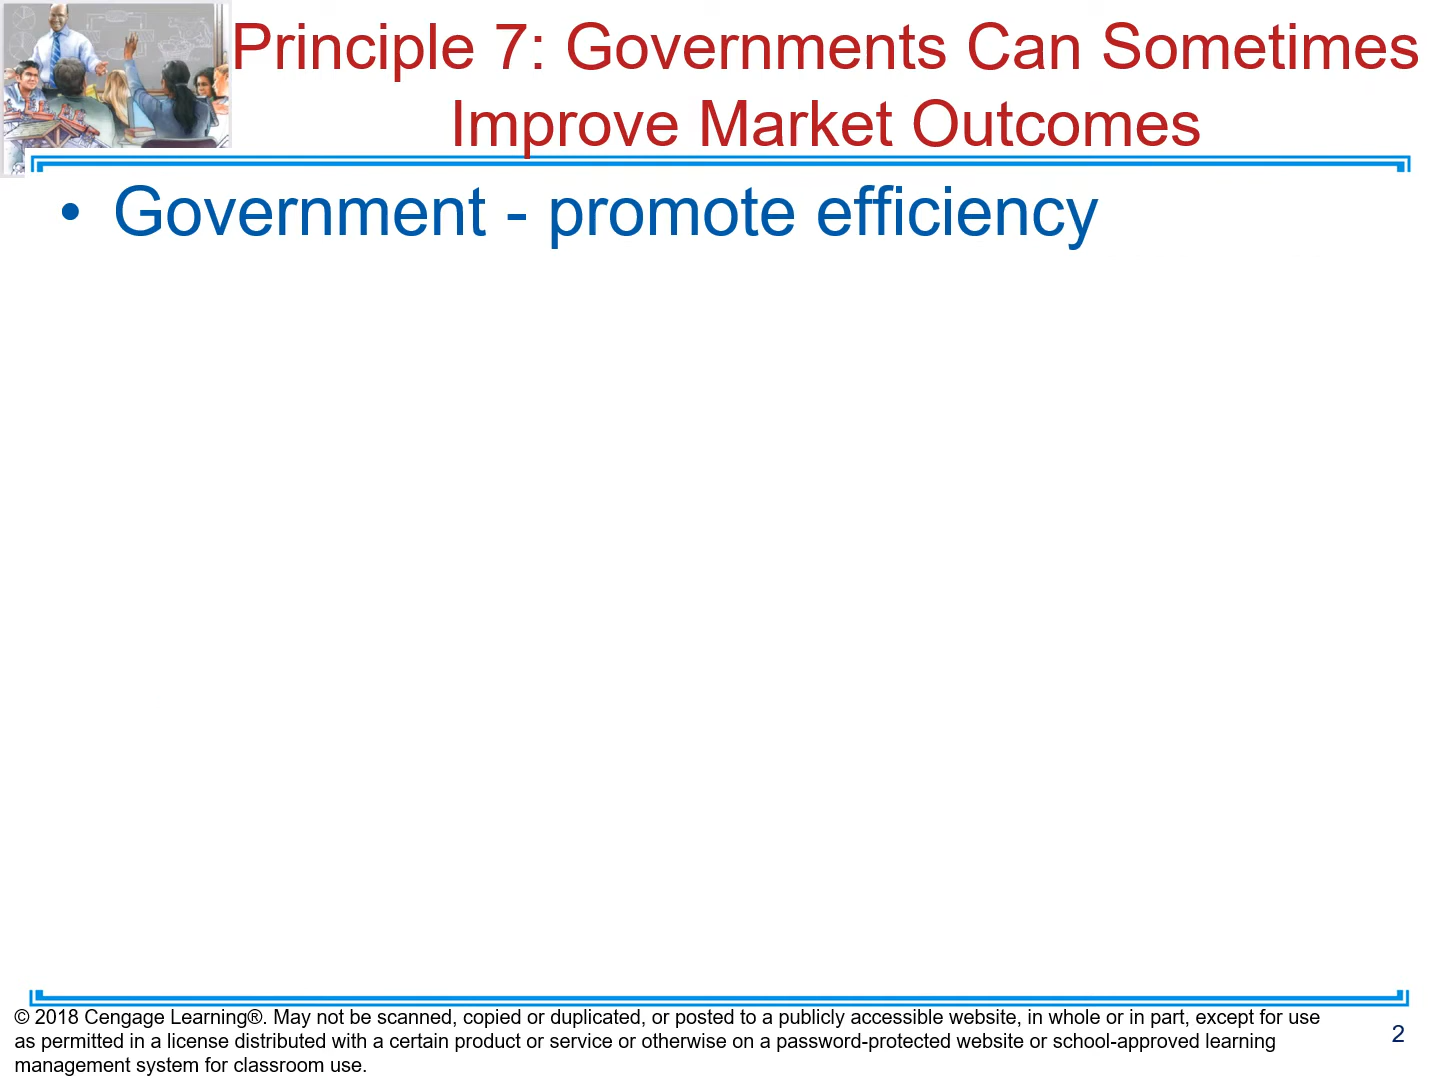 Principle 7: Governments Can Sometimes
Improve Market Outcomes
• Government - promote efficiency
© 2018 Cengage Learning®. May not be scanned, copied or duplicated, or posted to a publicly accessible website, in whole or in part, except for use
as permitted in a license distributed with a certain product or service or otherwise on a password-protected website or school-approved learning
management system for classroom use.
2